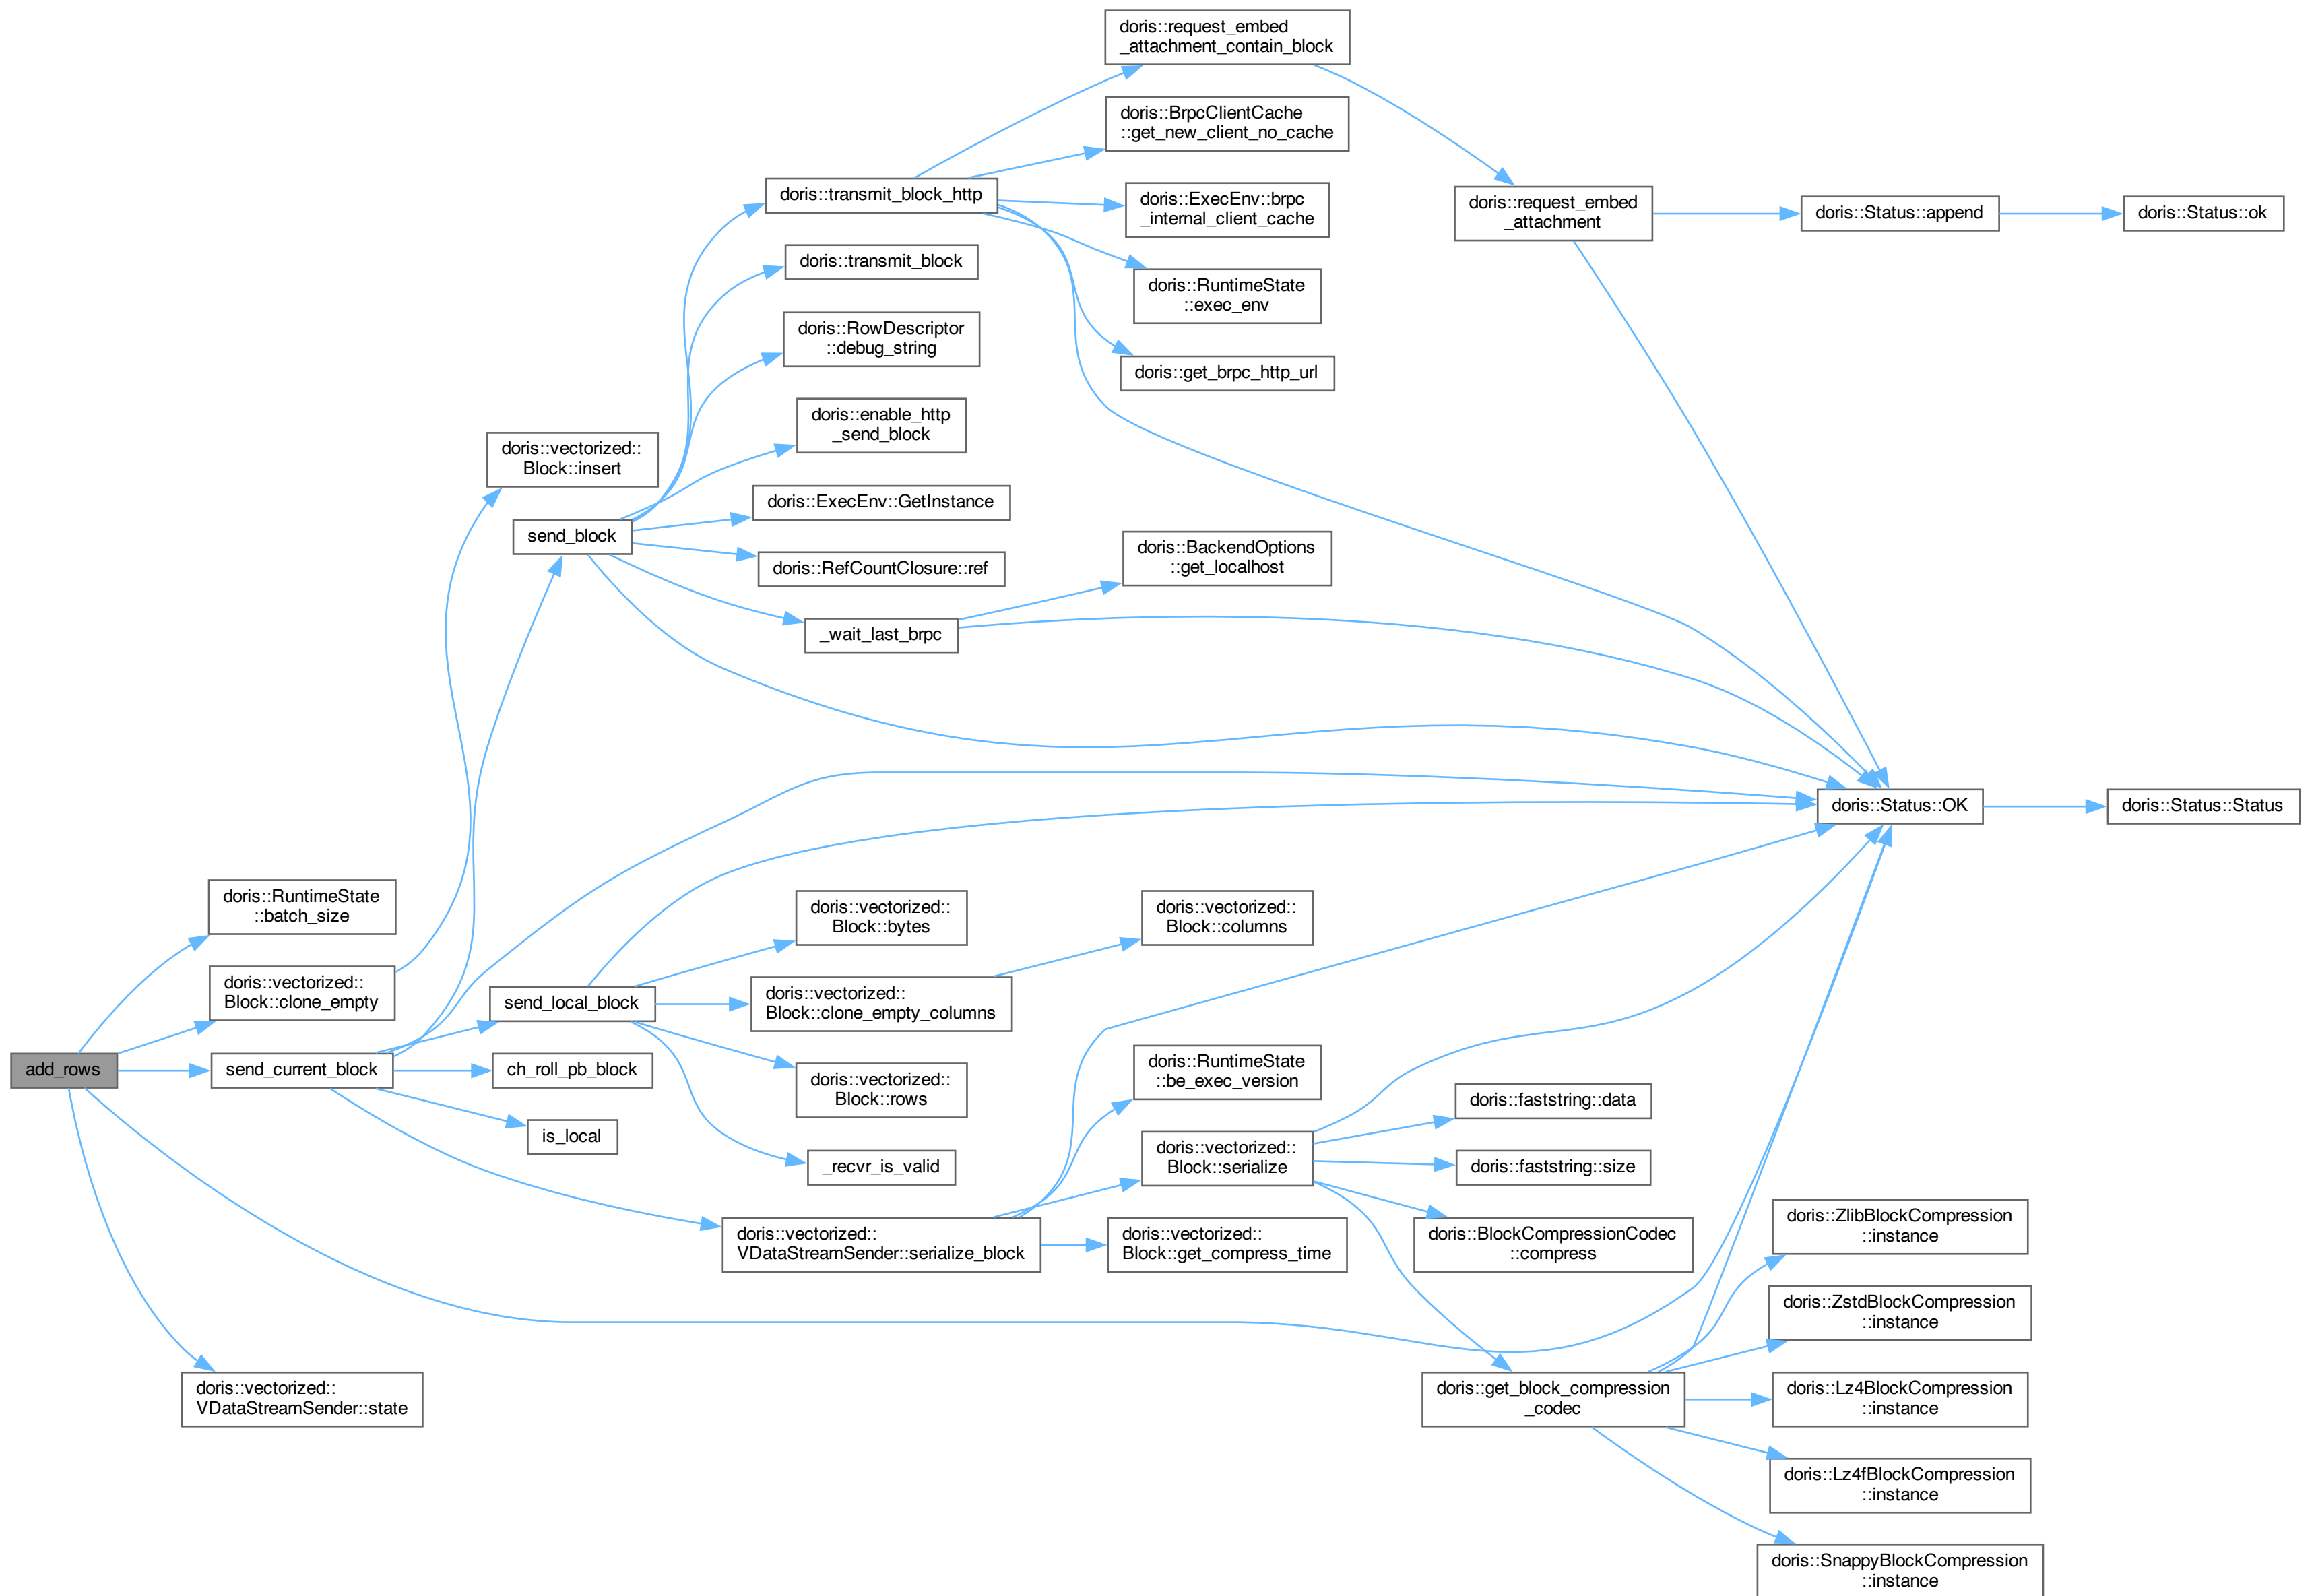 doris::request_embed
_attachment_contain_block
doris::BrpcClientCache
::get_new_client_no_cache
doris::transmit_block_http
doris::ExecEnv::brpc
_internal_client_cache
doris::request_embed
_attachment
doris::Status::append
doris::Status::ok
doris::transmit_block
doris::RuntimeState
::exec_env
doris::RowDescriptor
::debug_string
doris::get_brpc_http_url
doris::enable_http
_send_block
doris::vectorized::
Block::insert
doris::ExecEnv::GetInstance
send_block
doris::RefCountClosure::ref
doris::BackendOptions
::get_localhost
_wait_last_brpc
doris::Status::OK
doris::Status::Status
doris::RuntimeState
::batch_size
doris::vectorized::
Block::bytes
doris::vectorized::
Block::columns
doris::vectorized::
Block::clone_empty
send_local_block
doris::vectorized::
Block::clone_empty_columns
add_rows
send_current_block
ch_roll_pb_block
doris::vectorized::
Block::rows
doris::RuntimeState
::be_exec_version
doris::faststring::data
is_local
_recvr_is_valid
doris::vectorized::
Block::serialize
doris::faststring::size
doris::vectorized::
VDataStreamSender::serialize_block
doris::vectorized::
Block::get_compress_time
doris::BlockCompressionCodec
::compress
doris::ZlibBlockCompression
::instance
doris::ZstdBlockCompression
::instance
doris::vectorized::
VDataStreamSender::state
doris::get_block_compression
_codec
doris::Lz4BlockCompression
::instance
doris::Lz4fBlockCompression
::instance
doris::SnappyBlockCompression
::instance